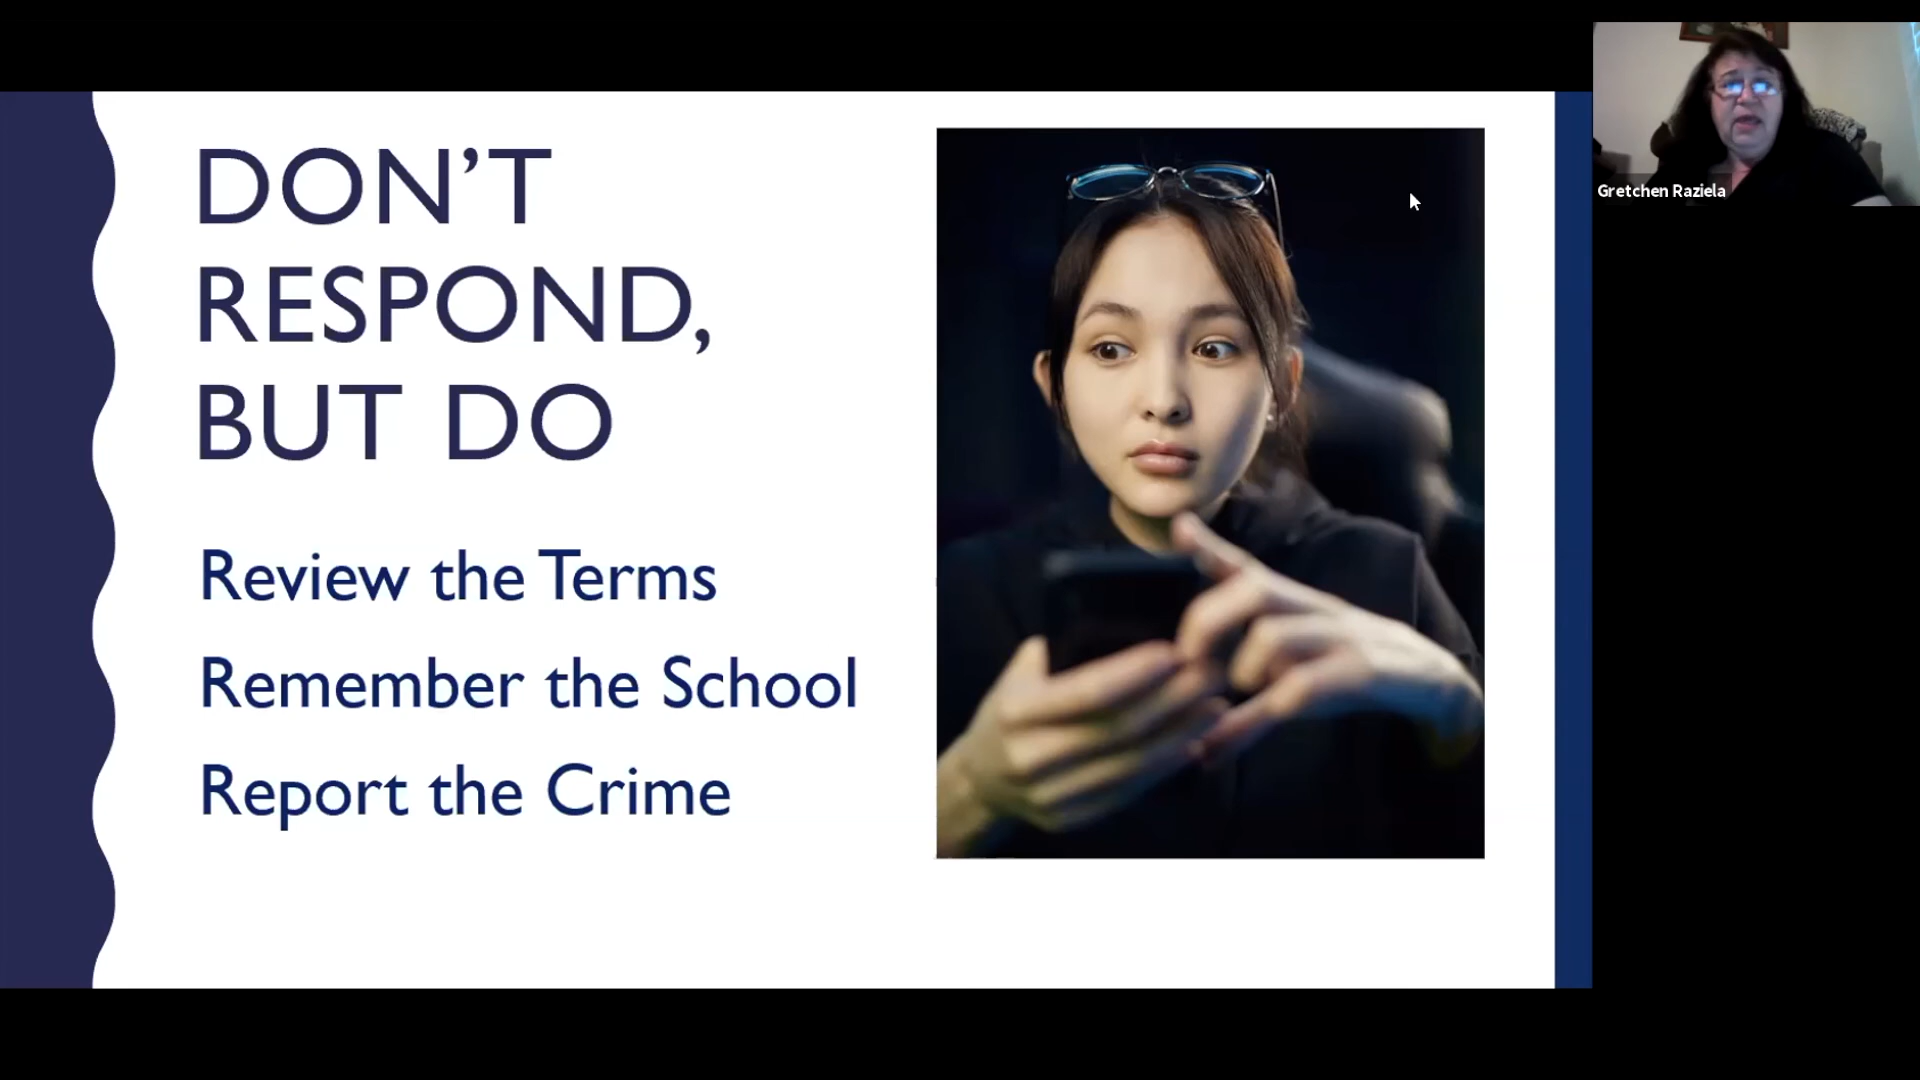 DON’T
RESPOND,
BUT DO
Review the Terms
Remember the School
Report the Crime
Gretchen Raziela